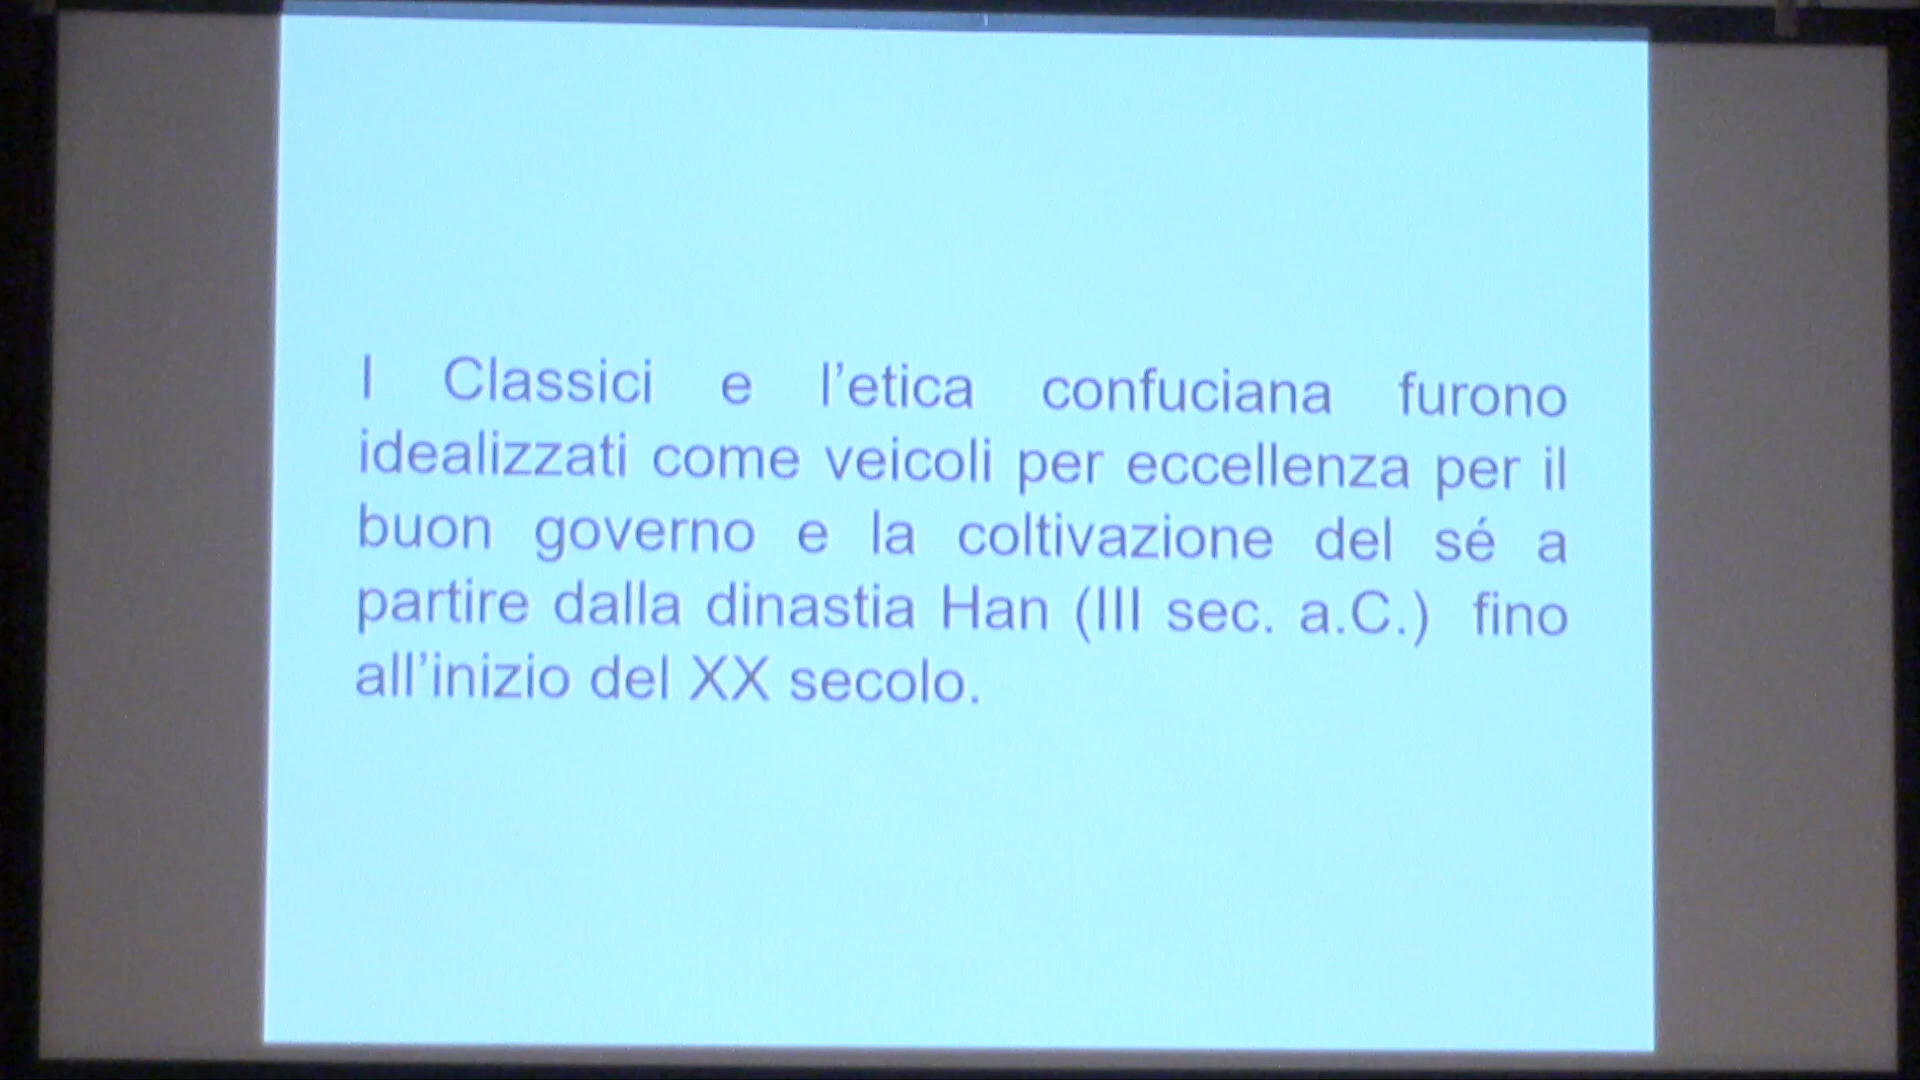 I Classici e l'etica confuciana furono
idealizzati come veicoli per eccellenza per il
buon governo e la coltivazione del sé a
partire dalla dinastia Han (III sec. a.C.) fino
all'inizio del XX secolo.